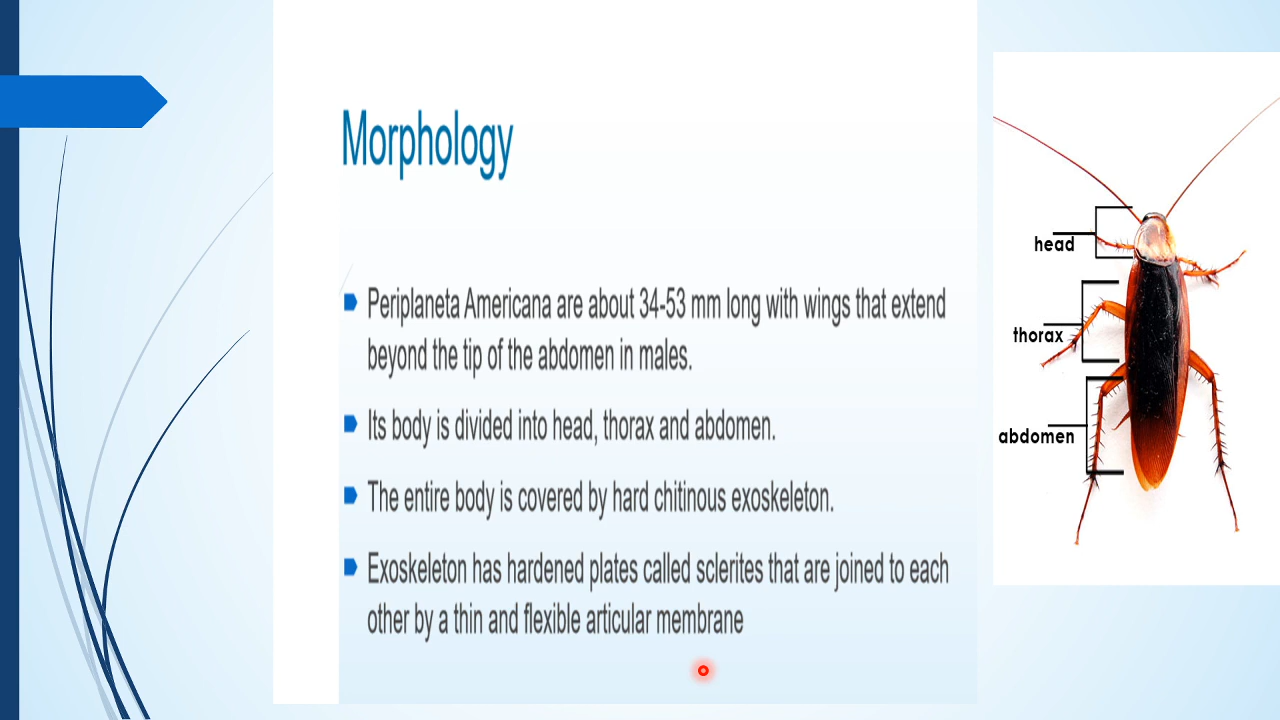 Morphology
Periplaneta Americana are about 34-53 mm long with wings that extend
beyond the tip of the abdomen in males.
Its body is divided into head, thorax and abdomen.
The entire body is covered by hard chitinous exoskeleton.
Exoskeleton has hardened plates called sclerites that are joined to each
other by a thin and flexible articular membrane
head
thorax
abdomen